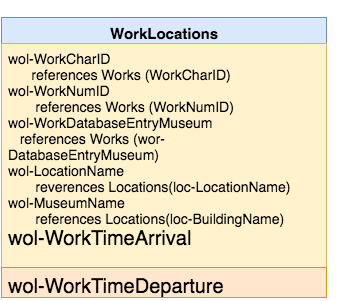 WorkLocations
wol-WorkCharID
references Works (WorkCharID)
wol-WorkNumID
references Works (WorkNumID)
wol-WorkDatabaseEntryMuseum
references Works (wor-
DatabaseEntryMuseum)
wol-LocationName
reverences Locations(loc-LocationName)
wol-MuseumName
references Locations(loc-BuildingName)
wol-WorkTimeArrival
wol-WorkTimeDeparture